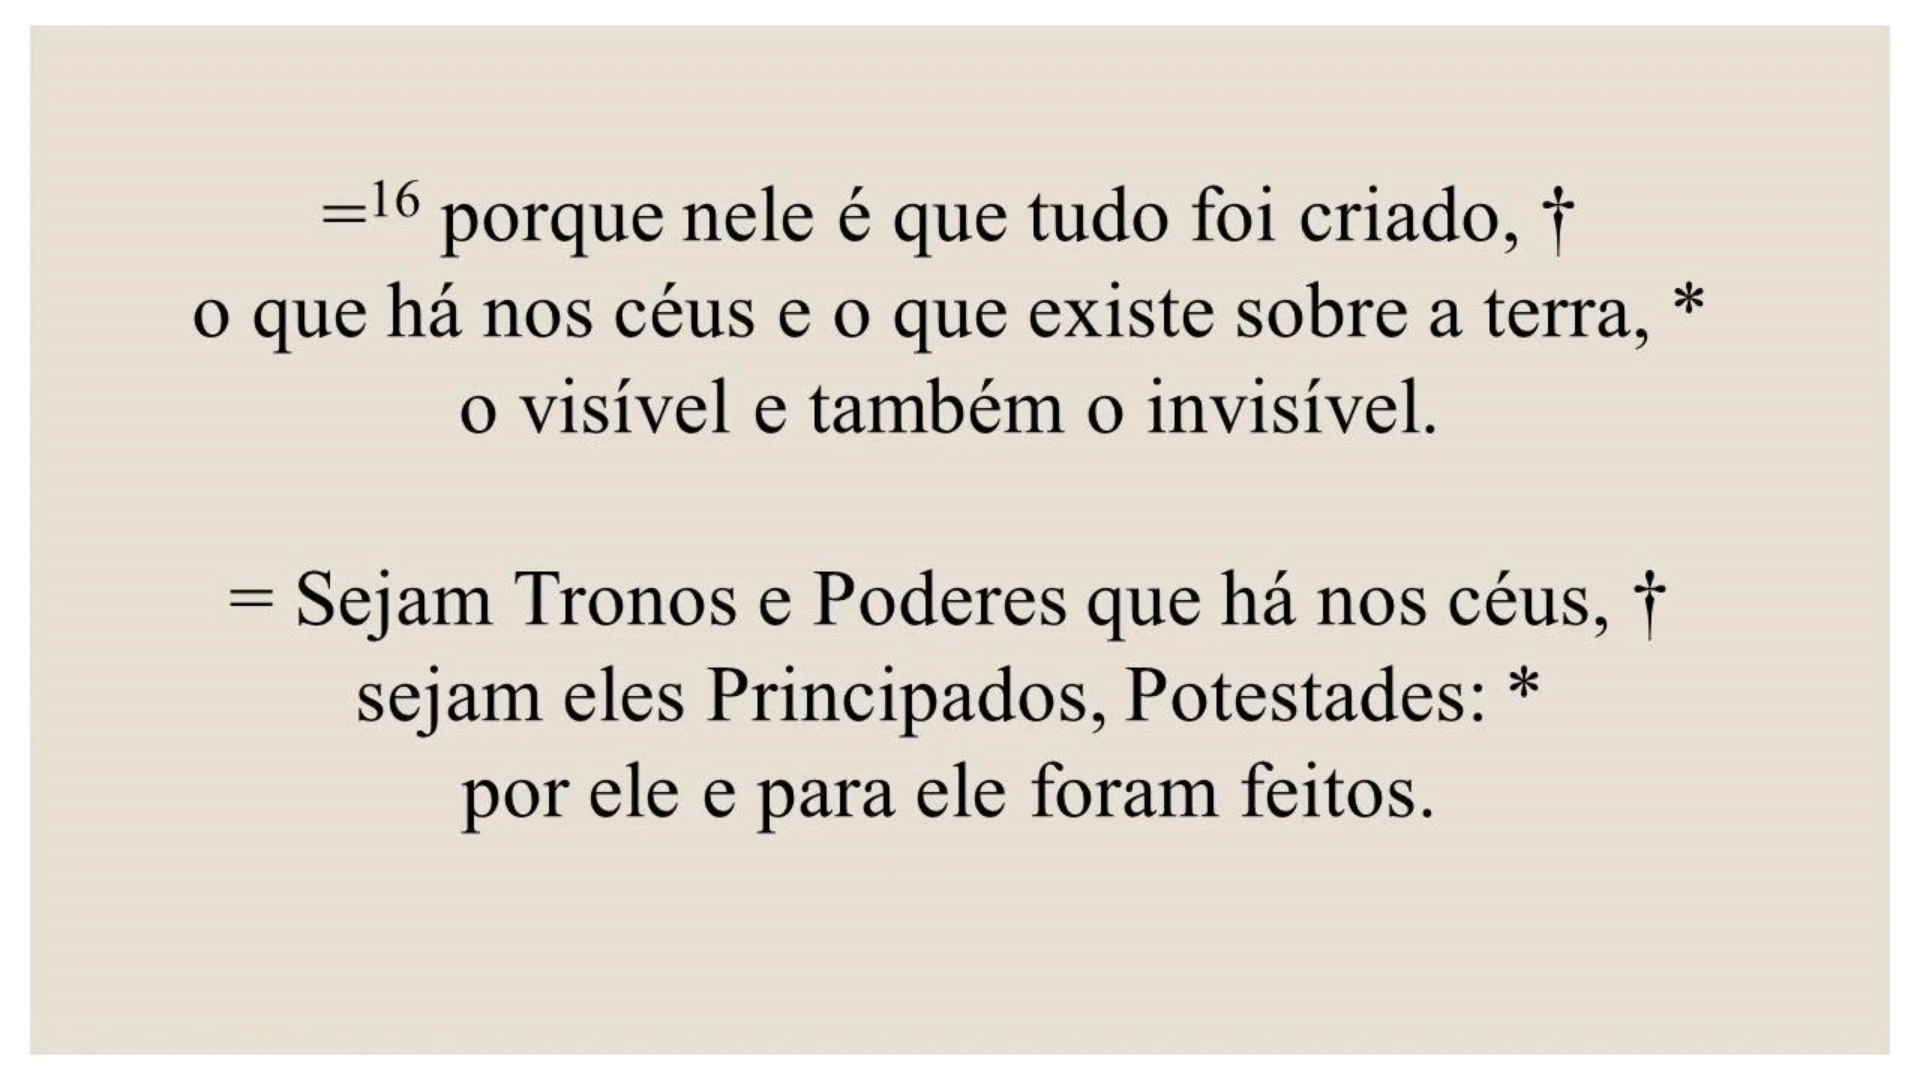 =16 porque nele é que tudo foi criado, †
o que há nos céus e o que existe sobre a terra, *
o visível e também o invisível.
= Sejam Tronos e Poderes que há nos céus, †
sejam eles Principados, Potestades: *
por ele e para ele foram feitos.